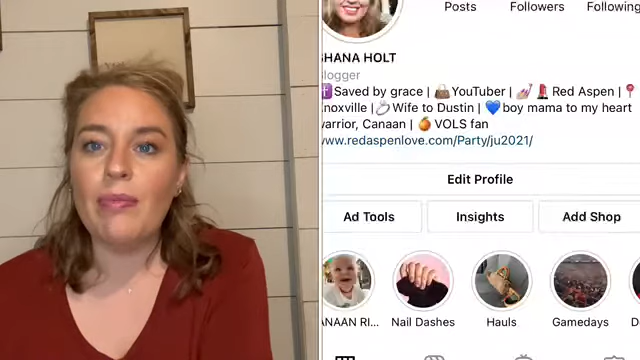 Posts Followers Following
SHANA HOLT
Blogger
✝️Saved by grace | 👜YouTuber | 💅💄Red Aspen |📍
Knoxville |💍Wife to Dustin | 💙boy mama to my heart
warrior, Canaan | 🍊VOLS fan
www.redaspenlove.com/Party/ju2021/
Edit Profile
Ad Tools Insights Add Shop
CANAAN RI... Nail Dashes Hauls Gamedays